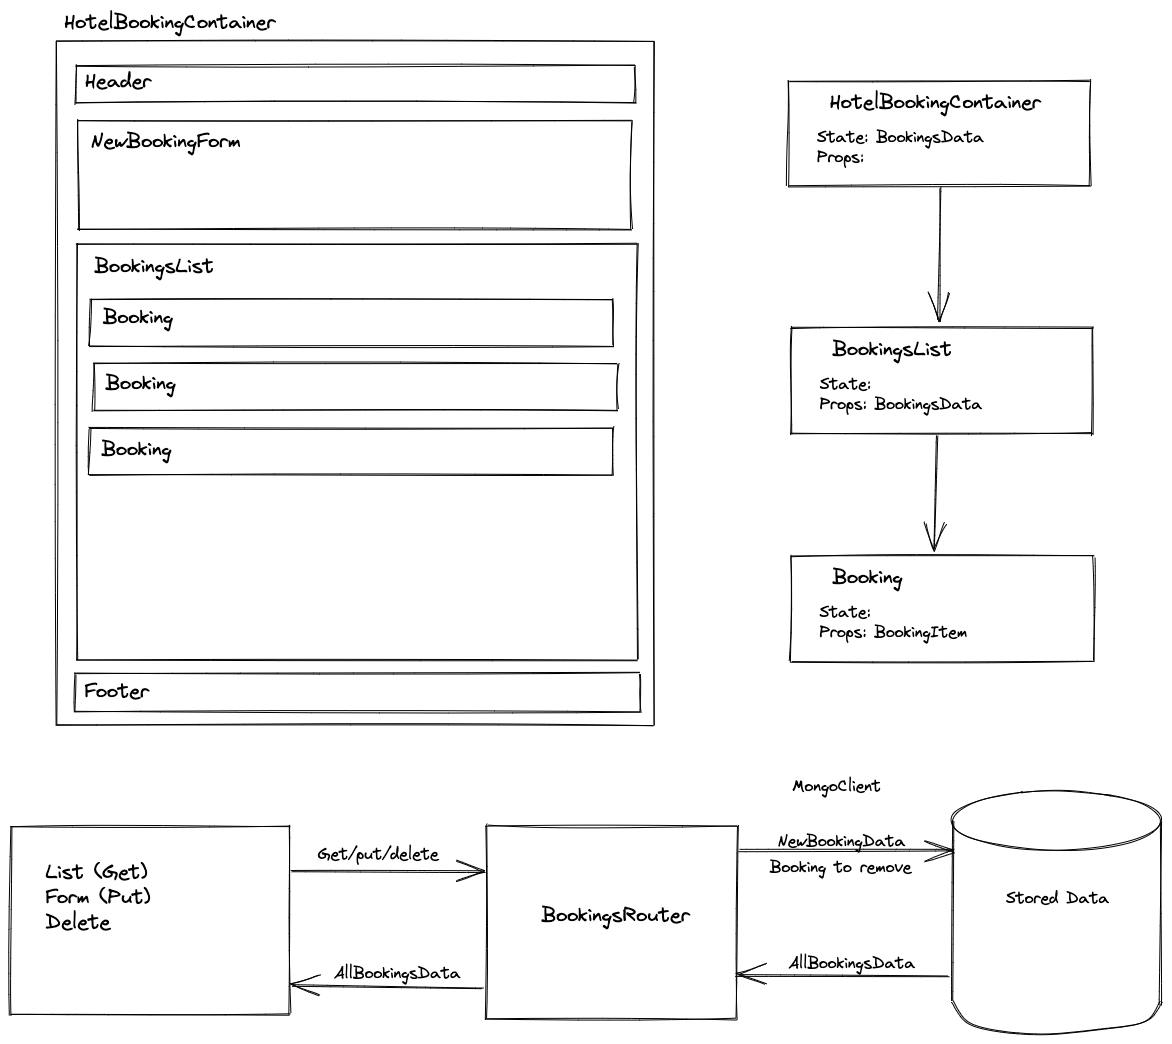 HotelBookingContainer
Header
NewBookingForm
BookingsList
Booking
Booking
Booking
Footer
HotelBookingContainer
State: BookingsData
Props:
BookingsList
State:
Props: BookingsData
Booking
State:
Props: BookingItem
List (Get)
Form (Put)
Delete
Get/put/delete
AllBookingsData
BookingsRouter
MongoClient
NewBookingData
Booking to remove
AllBookingsData
Stored Data